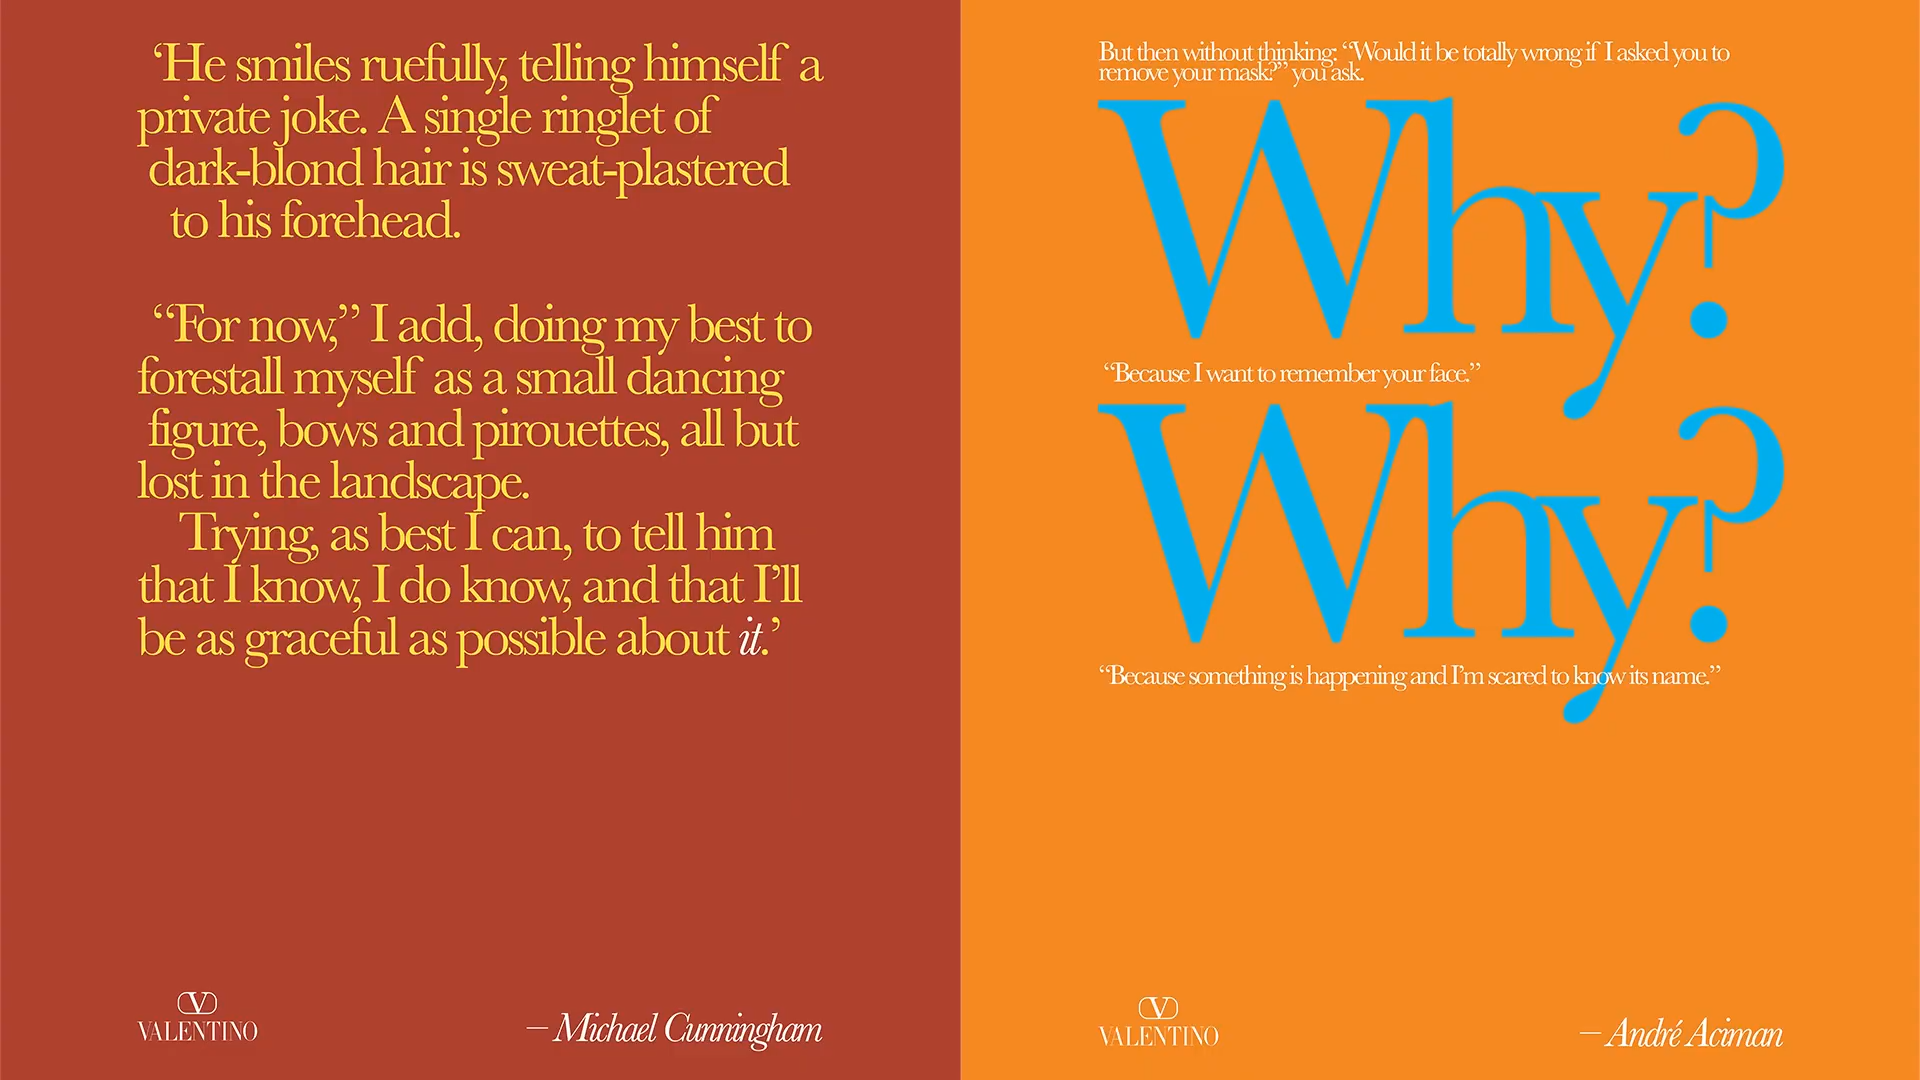 ‘He smiles ruefully, telling himself a
private joke. A single ringlet of
dark-blond hair is sweat-plastered
to his forehead.
“For now,” I add, doing my best to
forestall myself as a small dancing
figure, bows and pirouettes, all but
lost in the landscape.
Trying, as best I can, to tell him
that I know, I do know, and that I’ll
be as graceful as possible about it.’
V
VALENTINO
— Michael Cunningham
But then without thinking: “Would it be totally wrong if I asked you to
remove your mask?” you ask.
Why?
“Because I want to remember your face.”
Why?
“Because something is happening and I’m scared to know its name.”
V
VALENTINO
— André Aciman